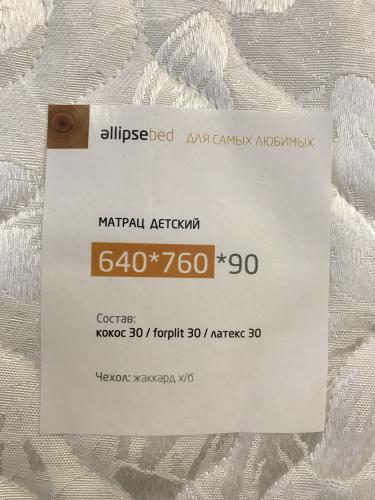 ellipsebed ДЛЯ САМЫХ ЛЮБИМЫХ
МАТРАЦ ДЕТСКИЙ
640*760 *90
Состав:
кокос 30 / forplit 30 / латекс 30
Чехол: жаккард х/б